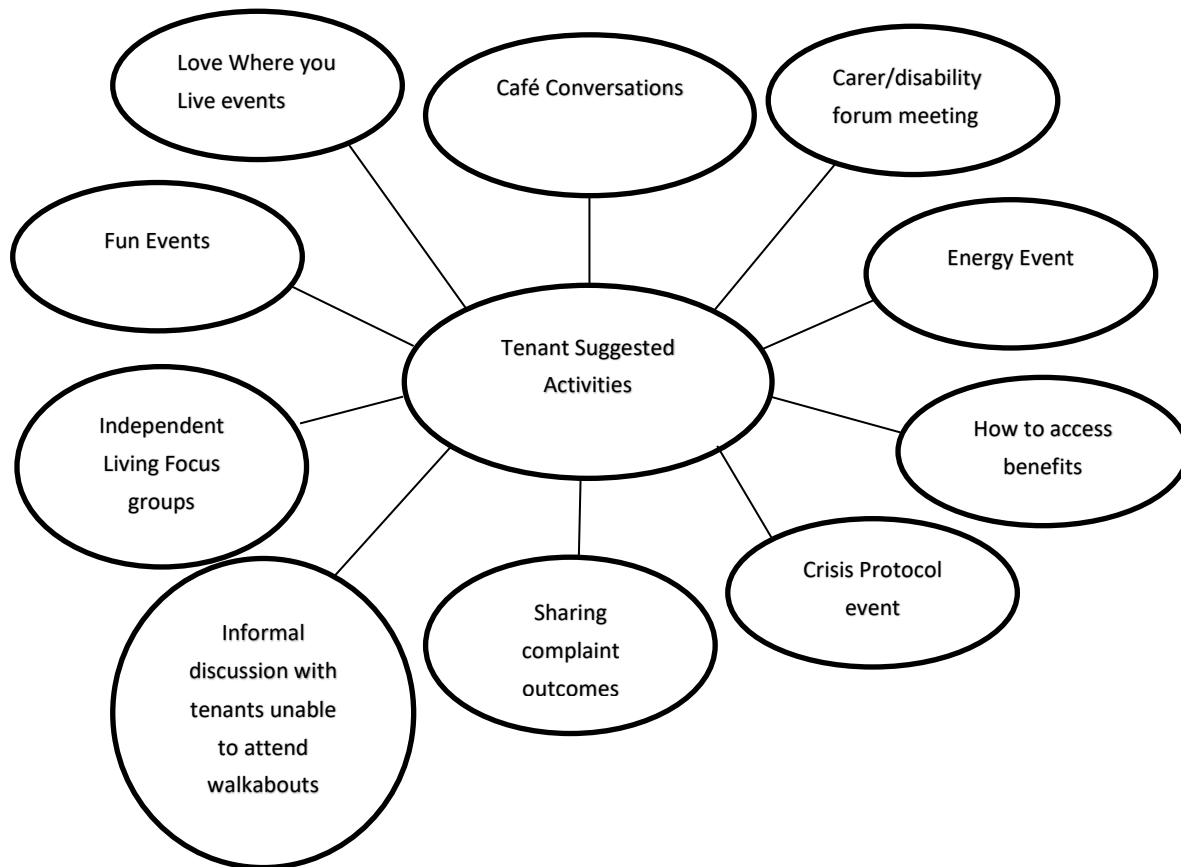 Love Where you
Live events
Café Conversations
Carer/disability
forum meeting
Fun Events
Energy Event
Tenant Suggested
Activities
Independent
Living Focus
groups
How to access
benefits
Crisis Protocol
event
Sharing
complaint
outcomes
Informal
discussion with
tenants unable
to attend
walkabouts